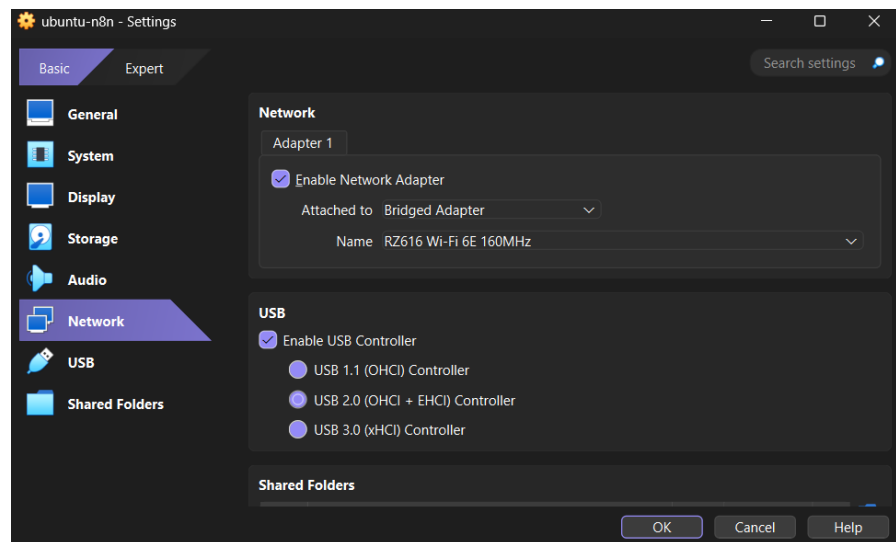 ubuntu-n8n - Settings
Basic Expert Search settings
General
System
Display
Storage
Audio
Network
USB
Shared Folders
Network
Adapter 1
Enable Network Adapter
Attached to Bridged Adapter
Name RZ616 Wi-Fi 6E 160MHz
USB
Enable USB Controller
USB 1.1 (OHCI) Controller
USB 2.0 (OHCI + EHCI) Controller
USB 3.0 (xHCI) Controller
Shared Folders
OK Cancel Help